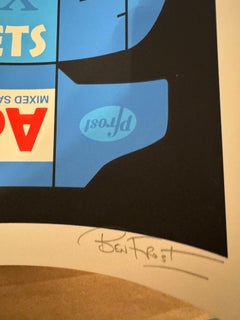 X
ETS
MIXED SA
A
pfrost
BEN FROST